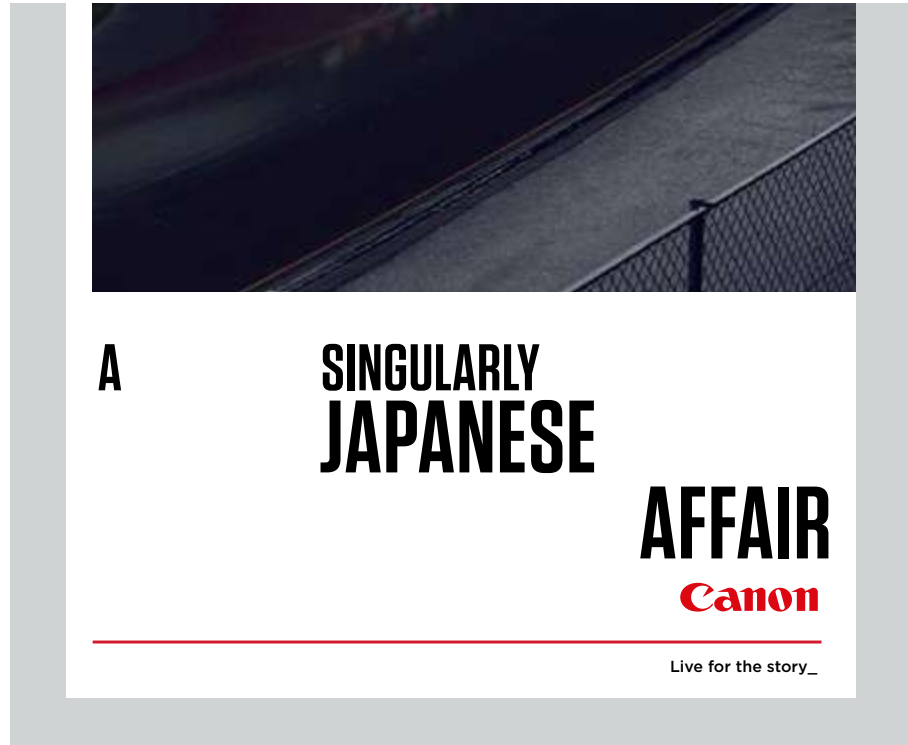 A SINGULARLY
JAPANESE
AFFAIR
Canon
Live for the story_